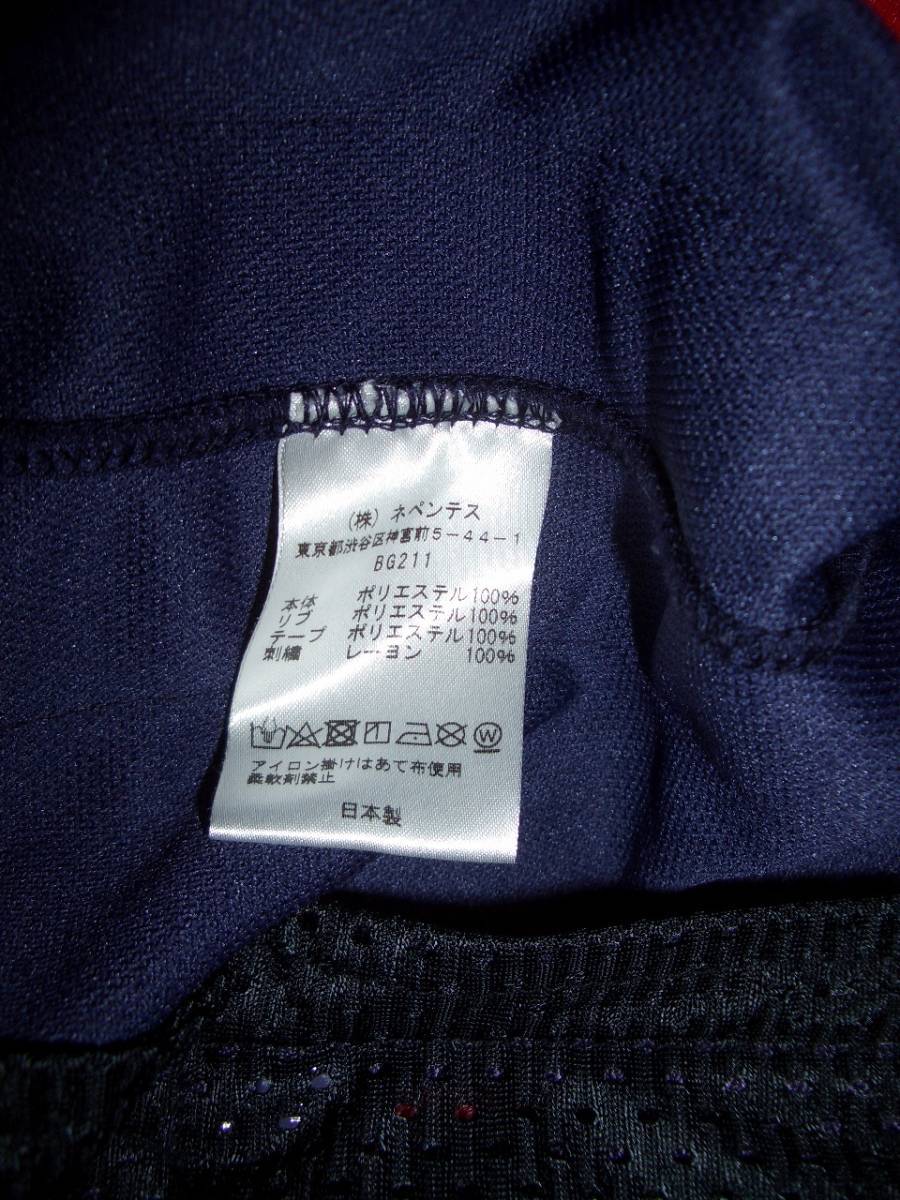 (株) ネペンテス
東京都渋谷区神宮前5-44-1
BG211
本体 ポリエステル100%
リブ ポリエステル100%
テープ ポリエステル100%
刺繍 レーヨン 100%
W
アイロン掛けはあて布使用
柔軟剤禁止
日本製